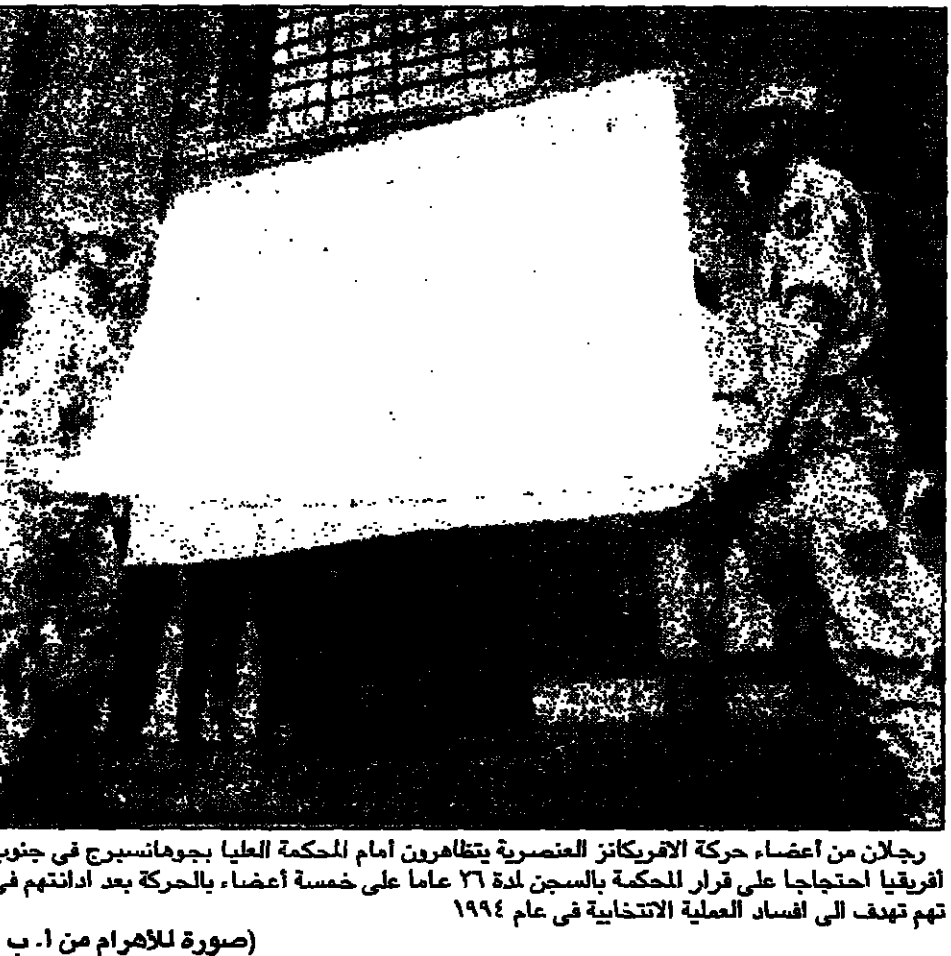 رجلان من أعضاء حركة الافريكانز العنصرية يتظاهرون أمام المحكمة العليا بجوهانسبرج فى جنوب
أفريقيا احتجاجا على قرار المحكمة بالسجن لمدة ٢٦ عاما على خمسة أعضاء بالحركة بعد ادانتهم فى
تهم تهدف الى افساد العملية الانتخابية فى عام ١٩٩٤
(صورة للأهرام من أ. ب